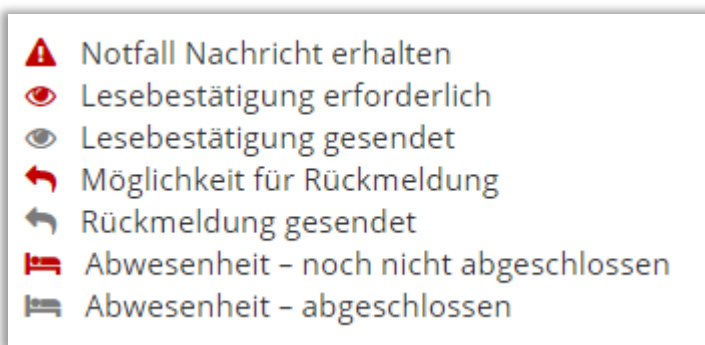 Notfall Nachricht erhalten
Lesebestätigung erforderlich
Lesebestätigung gesendet
Möglichkeit für Rückmeldung
Rückmeldung gesendet
Abwesenheit – noch nicht abgeschlossen
Abwesenheit – abgeschlossen